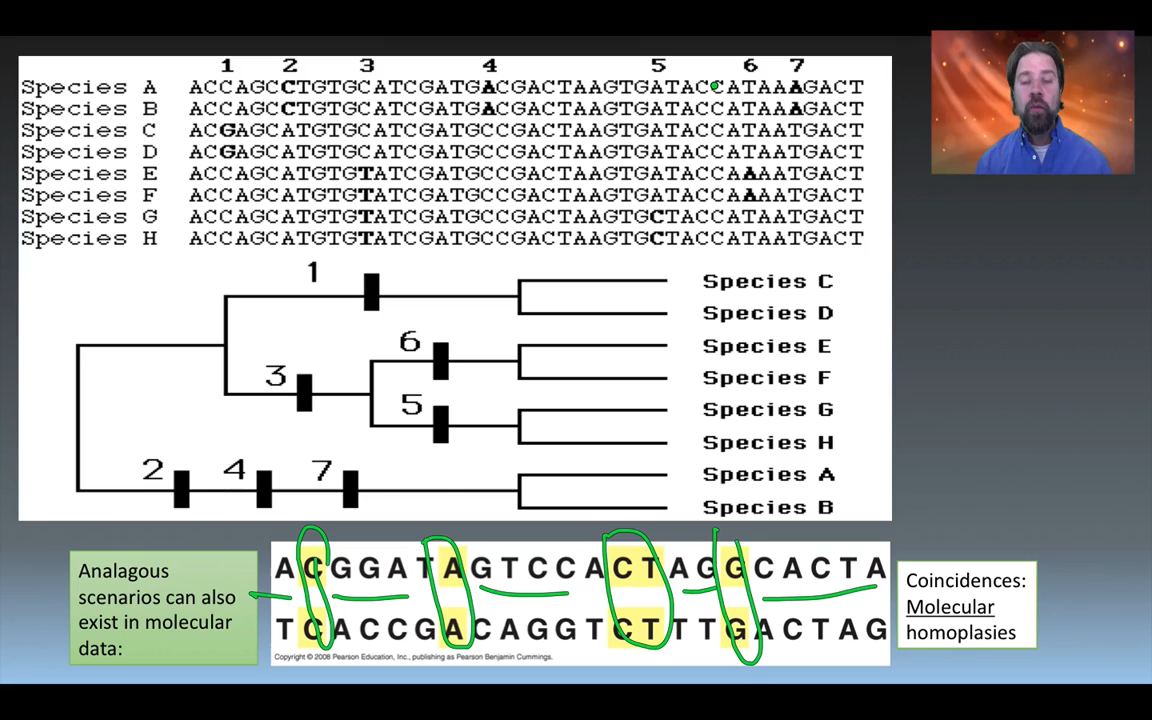 1 2 3 4 5 6 7
Species A ACCAGCCTGTGCATCGATGACGACTAAGTGATACCATAAAGACT
Species B ACCAGCCTGTGCATCGATGACGACTAAGTGATACCATAAAGACT
Species C ACGAGCATGTGCATCGATGCCGACTAAGTGATACCATAATGACT
Species D ACGAGCATGTGCATCGATGCCGACTAAGTGATACCATAATGACT
Species E ACCAGCATGTGTATCGATGCCGACTAAGTGATACCAAAATGACT
Species F ACCAGCATGTGTATCGATGCCGACTAAGTGATACCAAAATGACT
Species G ACCAGCATGTGTATCGATGCCGACTAAGTGCTACCATAATGACT
Species H ACCAGCATGTGTATCGATGCCGACTAAGTGCTACCATAATGACT
1
Species C
Species D
6
Species E
3
Species F
5
Species G
Species H
2 4 7
Species A
Species B
Analagous
scenarios can also
exist in molecular
data:
ACGGATAGTCCACTAGGCACTA
TCACCGACAGGTCTTTGACTAG
Copyright © 2008 Pearson Education, Inc., publishing as Pearson Benjamin Cummings.
Coincidences:
Molecular
homoplasies